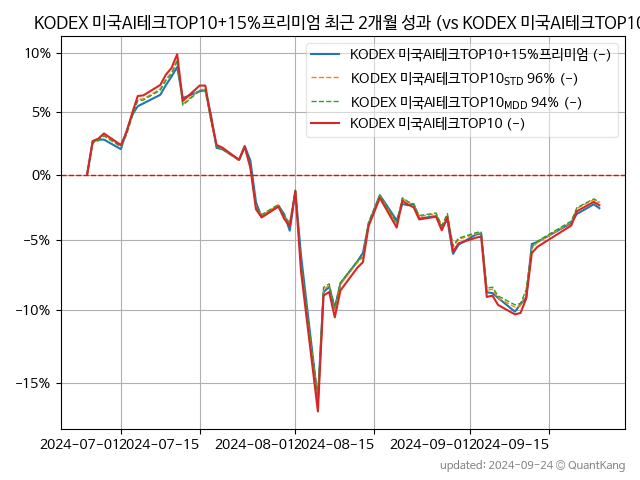 KODEX 미국AI테크TOP10+15%프리미엄 최근 2개월 성과 (vs KODEX 미국AI테크TOP10
10%
5%
0%
−5%
−10%
−15%
KODEX 미국AI테크TOP10+15%프리미엄 (−)
KODEX 미국AI테크TOP10STD 96% (−)
KODEX 미국AI테크TOP10MDD 94% (−)
KODEX 미국AI테크TOP10 (−)
2024-07-01 2024-07-15 2024-08-01 2024-08-15 2024-09-01 2024-09-15
updated: 2024-09-24 © QuantKang